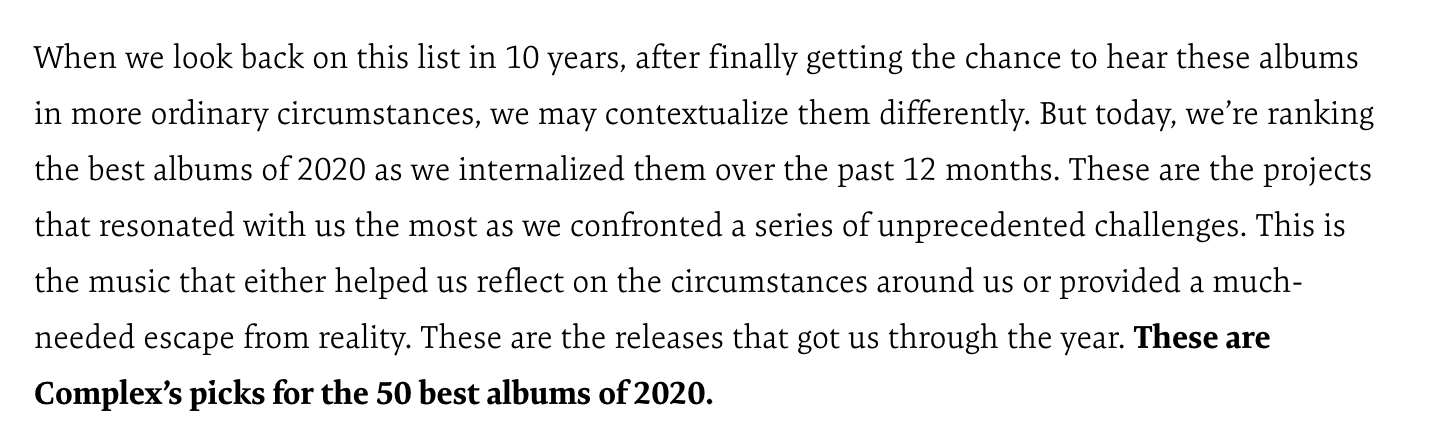 When we look back on this list in 10 years, after finally getting the chance to hear these albums
in more ordinary circumstances, we may contextualize them differently. But today, we’re ranking
the best albums of 2020 as we internalized them over the past 12 months. These are the projects
that resonated with us the most as we confronted a series of unprecedented challenges. This is
the music that either helped us reflect on the circumstances around us or provided a much-
needed escape from reality. These are the releases that got us through the year. These are
Complex’s picks for the 50 best albums of 2020.